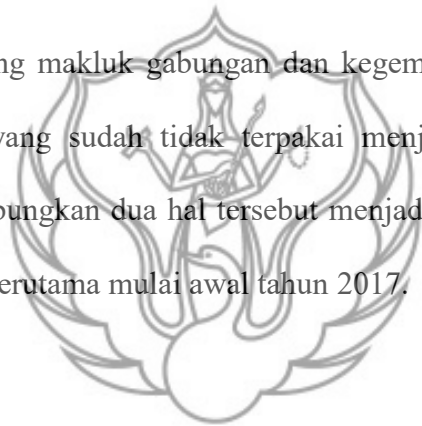 ng makluk gabungan dan kegem
yang sudah tidak terpakai menj
bungkan dua hal tersebut menjad
erutama mulai awal tahun 2017.